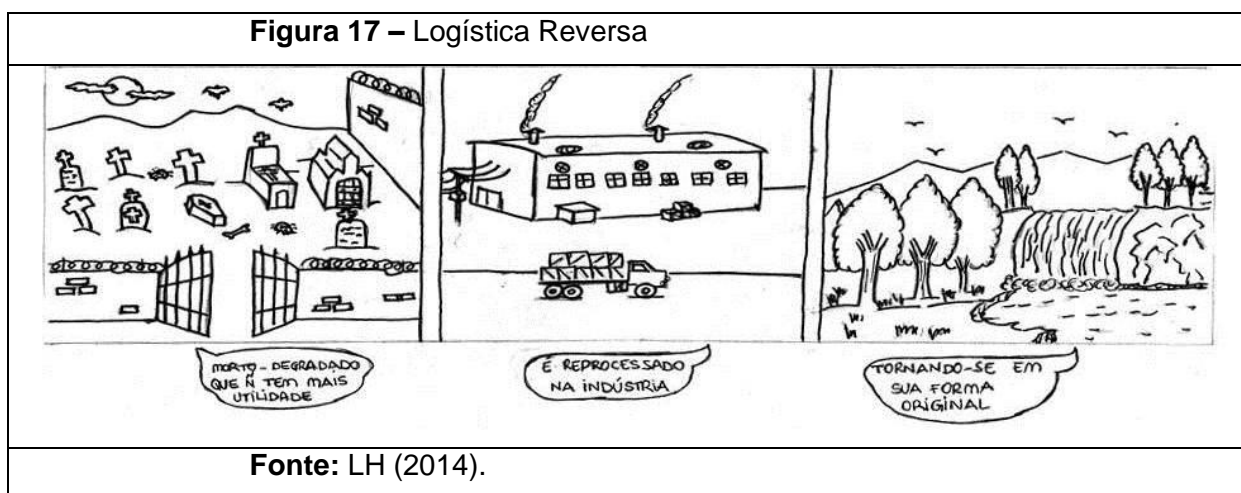 Figura 17 – Logística Reversa
MORTO-DEGRADADO
QUE Ñ TEM MAIS
UTILIDADE
É REPROCESSADO
NA INDÚSTRIA
TORNANDO-SE EM
SUA FORMA
ORIGINAL
Fonte: LH (2014).